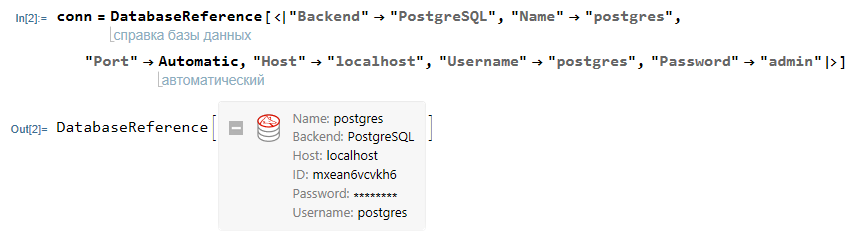 In[2]:= conn = DatabaseReference[<|"Backend" → "PostgreSQL", "Name" → "postgres",
справка базы данных
"Port" → Automatic, "Host" → "localhost", "Username" → "postgres", "Password" → "admin"|>]
автоматический
Out[2]= DatabaseReference[
Name: postgres
Backend: PostgreSQL
Host: localhost
ID: mxean6vcvkh6
Password: ********
Username: postgres
]